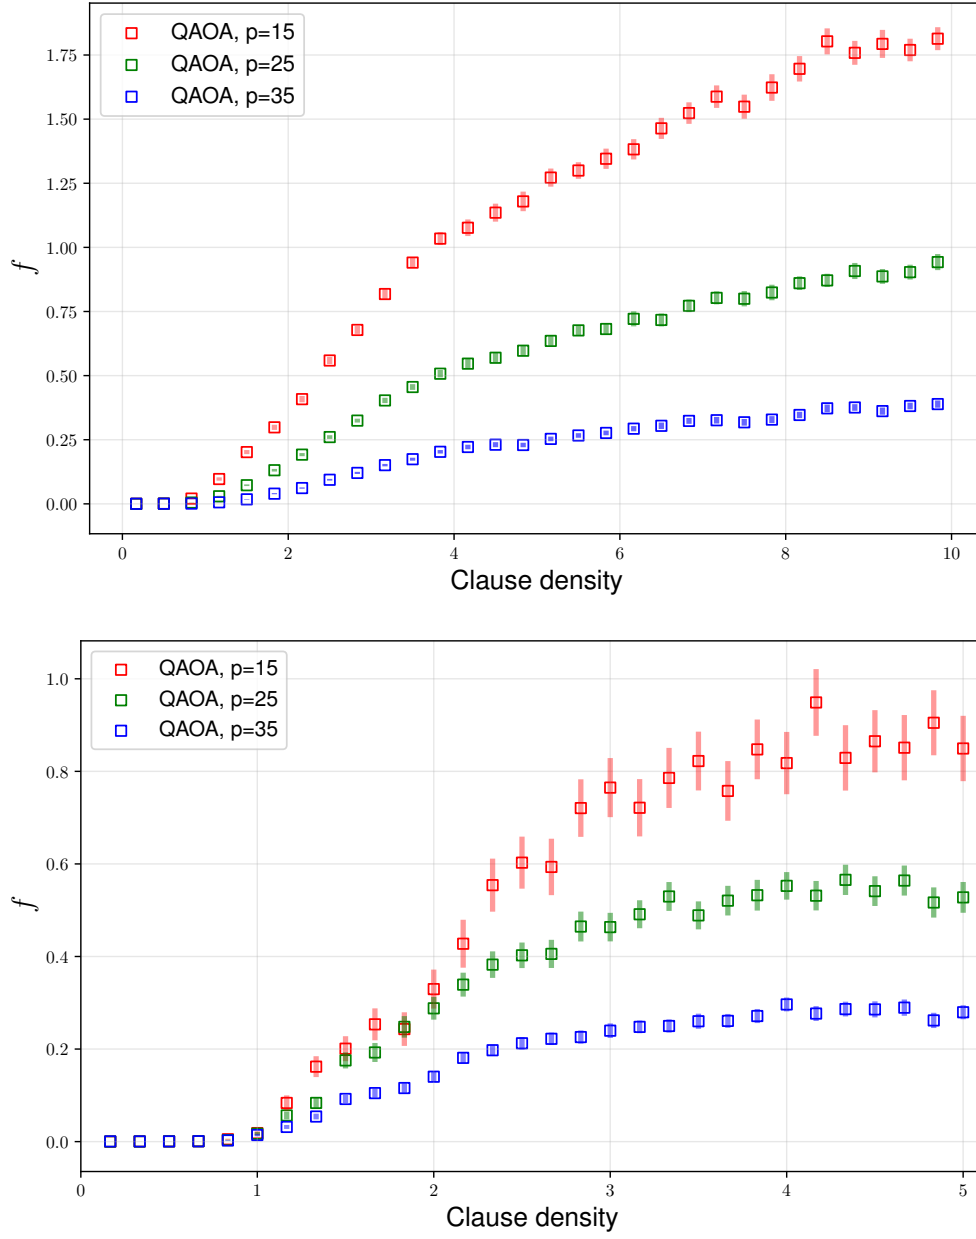 QAOA, p=15
QAOA, p=25
QAOA, p=35
1.75
1.50
1.25
1.00
0.75
0.50
0.25
0.00
f
0 2 4 6 8 10
Clause density
QAOA, p=15
QAOA, p=25
QAOA, p=35
1.0
0.8
0.6
0.4
0.2
0.0
f
0 1 2 3 4 5
Clause density